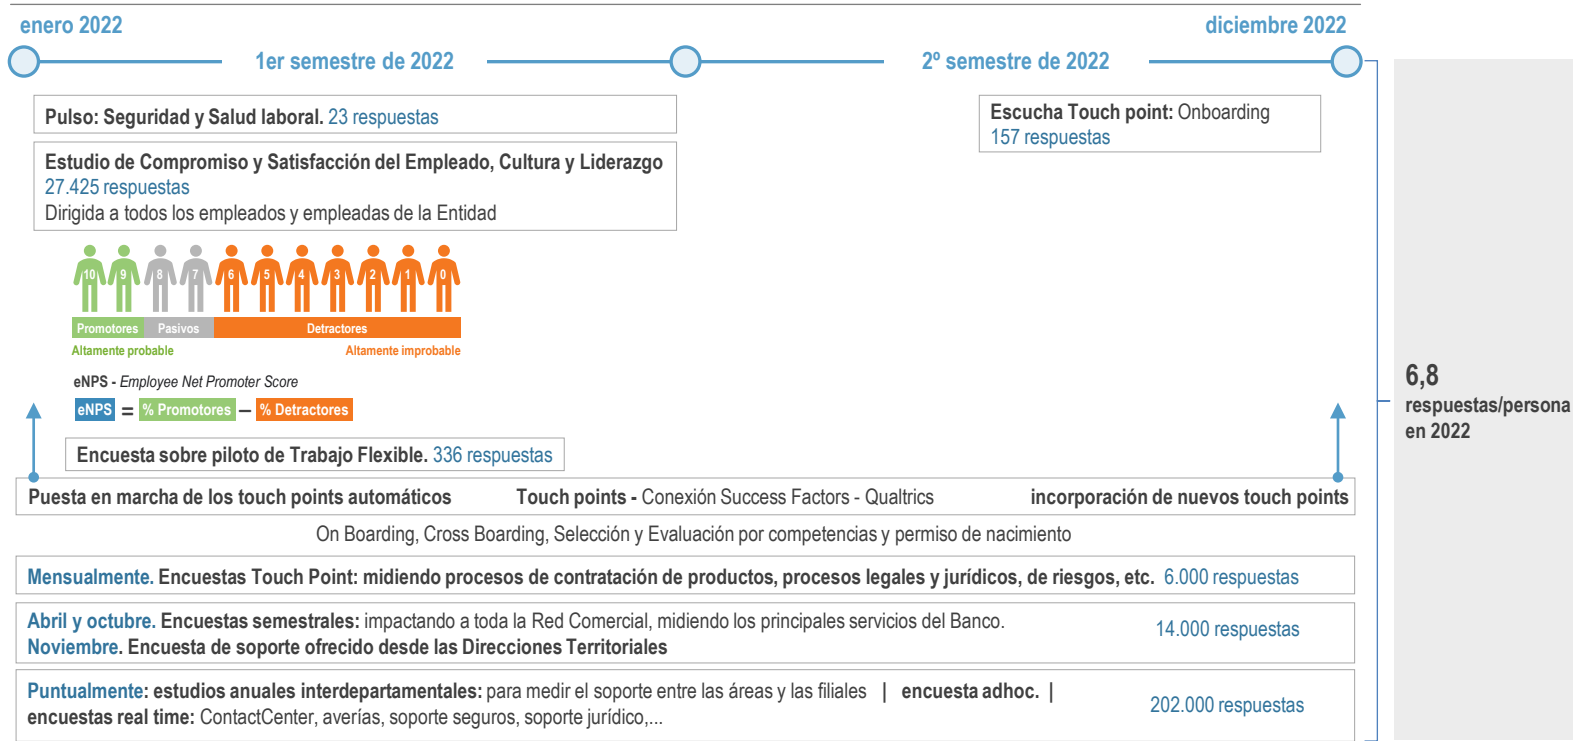 enero 2022
diciembre 2022
1er semestre de 2022
2º semestre de 2022
Pulso: Seguridad y Salud laboral. 23 respuestas
Escucha Touch point: Onboarding
157 respuestas
Estudio de Compromiso y Satisfacción del Empleado, Cultura y Liderazgo
27.425 respuestas
Dirigida a todos los empleados y empleadas de la Entidad
10 9 8 7 6 5 4 3 2 1 0
Promotores Pasivos Detractores
Altamente probable Altamente improbable
eNPS - Employee Net Promoter Score
eNPS = % Promotores – % Detractores
Encuesta sobre piloto de Trabajo Flexible. 336 respuestas
Puesta en marcha de los touch points automáticos Touch points - Conexión Success Factors - Qualtrics incorporación de nuevos touch points
On Boarding, Cross Boarding, Selección y Evaluación por competencias y permiso de nacimiento
Mensualmente. Encuestas Touch Point: midiendo procesos de contratación de productos, procesos legales y jurídicos, de riesgos, etc. 6.000 respuestas
Abril y octubre. Encuestas semestrales: impactando a toda la Red Comercial, midiendo los principales servicios del Banco.
Noviembre. Encuesta de soporte ofrecido desde las Direcciones Territoriales
14.000 respuestas
Puntualmente: estudios anuales interdepartamentales: para medir el soporte entre las áreas y las filiales | encuesta adhoc. |
encuestas real time: ContactCenter, averías, soporte seguros, soporte jurídico,...
202.000 respuestas
6,8
respuestas/persona
en 2022